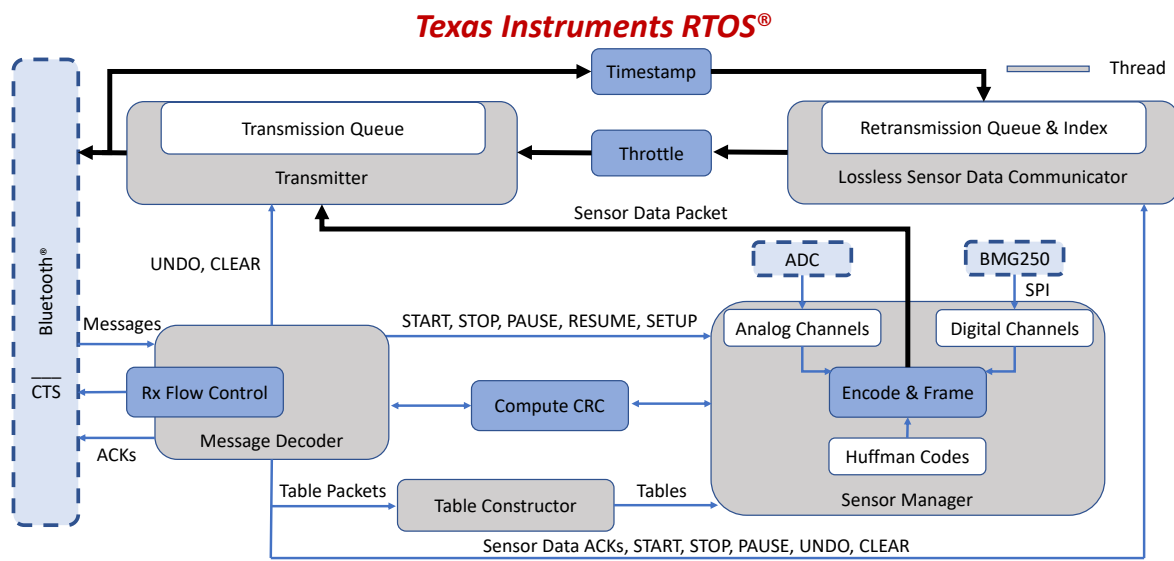 Texas Instruments RTOS®
Timestamp
Thread
Transmission Queue
Retransmission Queue & Index
Throttle
Transmitter
Lossless Sensor Data Communicator
Sensor Data Packet
ADC
BMG250
UNDO, CLEAR
SPI
Bluetooth®
Messages
START, STOP, PAUSE, RESUME, SETUP
Analog Channels
Digital Channels
CTS
Rx Flow Control
Compute CRC
Encode & Frame
Message Decoder
ACKs
Huffman Codes
Table Packets
Table Constructor
Tables
Sensor Manager
Sensor Data ACKs, START, STOP, PAUSE, UNDO, CLEAR